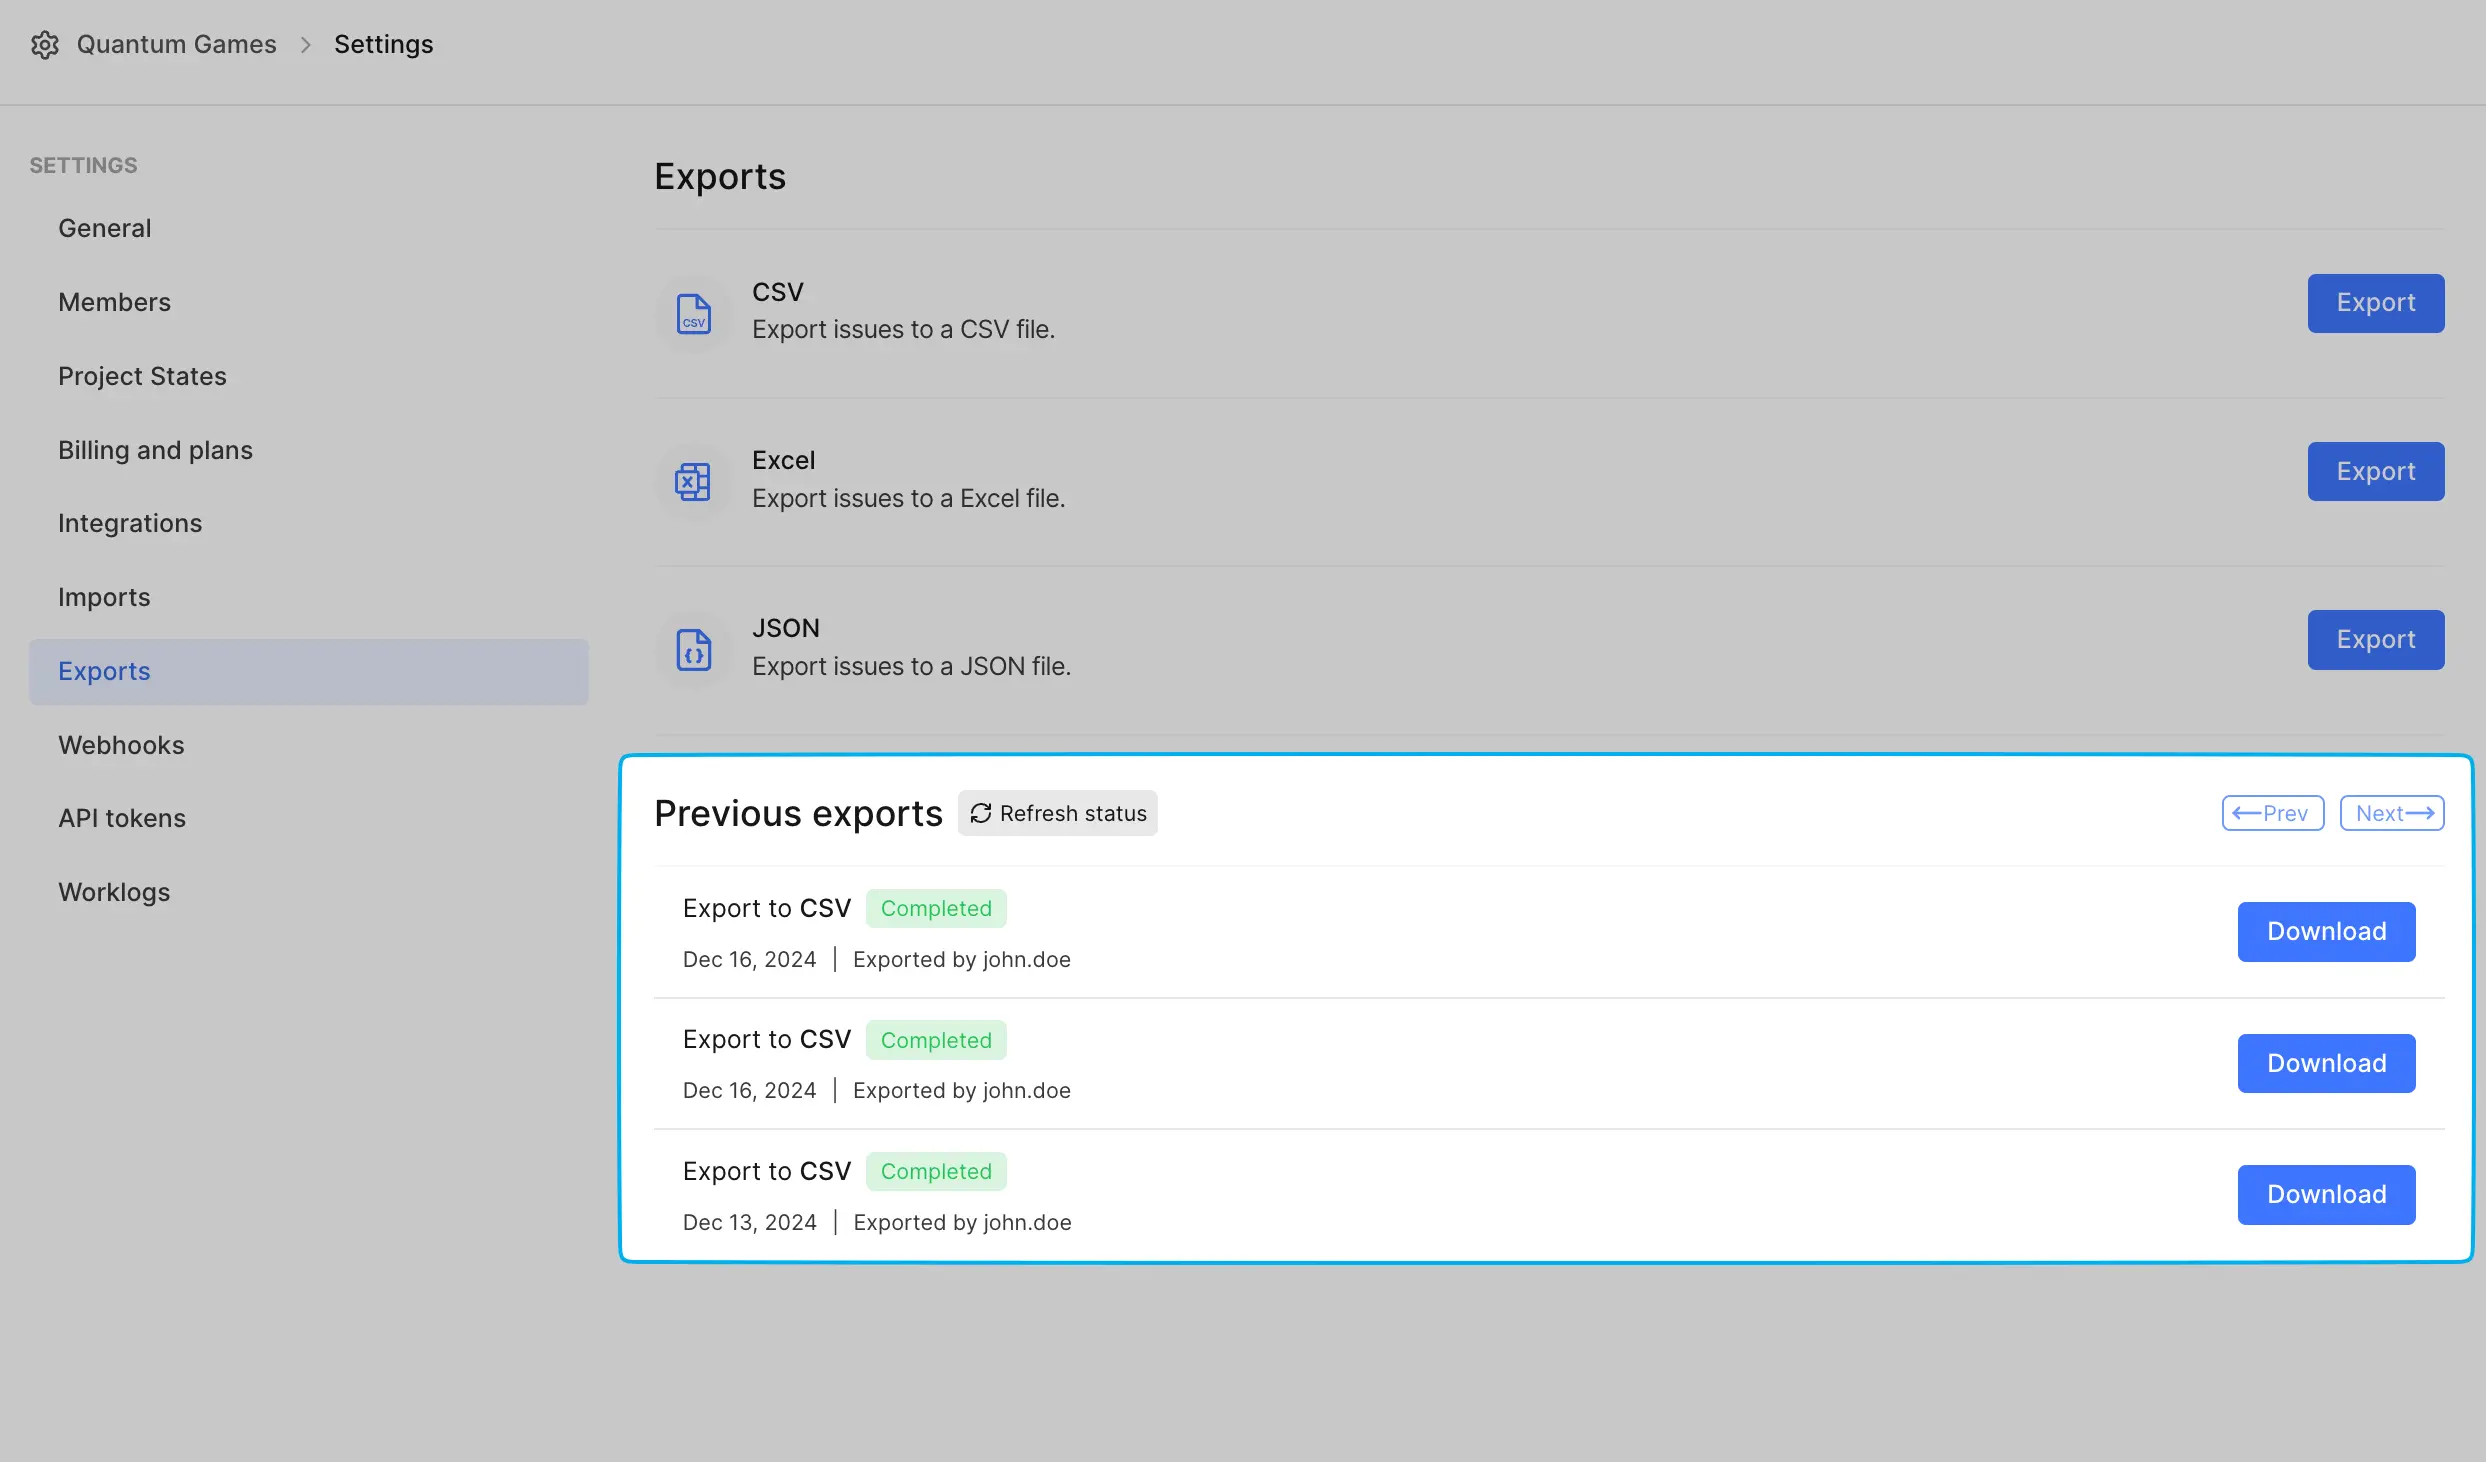 Quantum Games > Settings
SETTINGS
General
Members
Project States
Billing and plans
Integrations
Imports
Exports
Webhooks
API tokens
Worklogs
Exports
CSV
CSV
Export issues to a CSV file.
Export
Excel
Export issues to a Excel file.
Export
JSON
Export issues to a JSON file.
Export
Previous exports
Refresh status
←Prev
Next→
Export to CSV Completed
Dec 16, 2024 | Exported by john.doe
Download
Export to CSV Completed
Dec 16, 2024 | Exported by john.doe
Download
Export to CSV Completed
Dec 13, 2024 | Exported by john.doe
Download